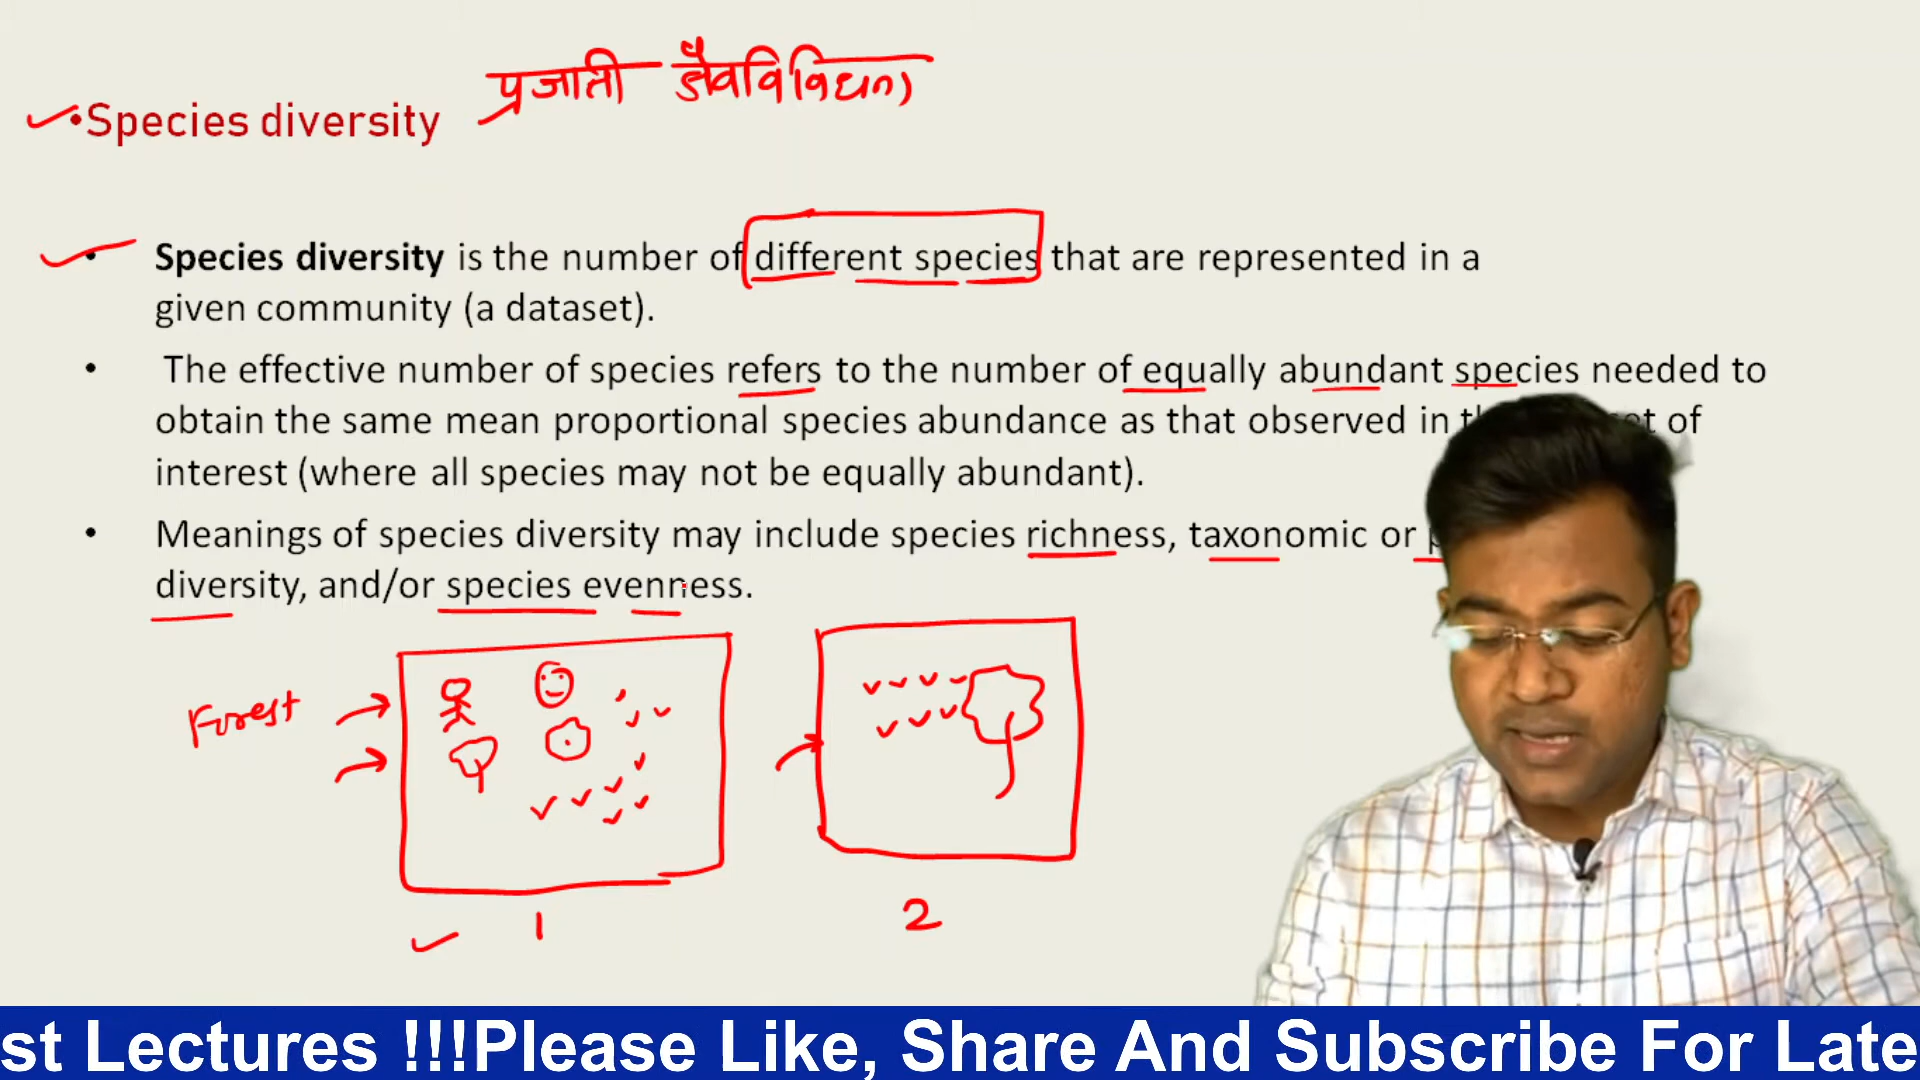 प्रजाती जैवविविधता
•Species diversity
• Species diversity is the number of different species that are represented in a
given community (a dataset).
• The effective number of species refers to the number of equally abundant species needed to
obtain the same mean proportional species abundance as that observed in
interest (where all species may not be equally abundant).
of
• Meanings of species diversity may include species richness, taxonomic or
diversity, and/or species evenness.
Forest
1
2
st Lectures !!!Please Like, Share And Subscribe For Late